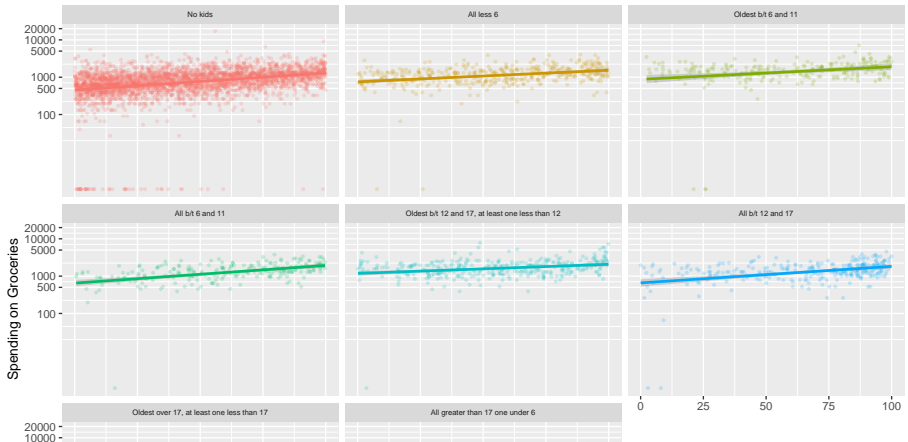 No kids
All less 6
Oldest b/t 6 and 11
20000
10000
5000
1000
500
100
All b/t 6 and 11
Oldest b/t 12 and 17, at least one less than 12
All b/t 12 and 17
20000
10000
5000
1000
500
100
Spending on Groceries
0 25 50 75 100
Oldest over 17, at least one less than 17
All greater than 17 one under 6
20000
10000